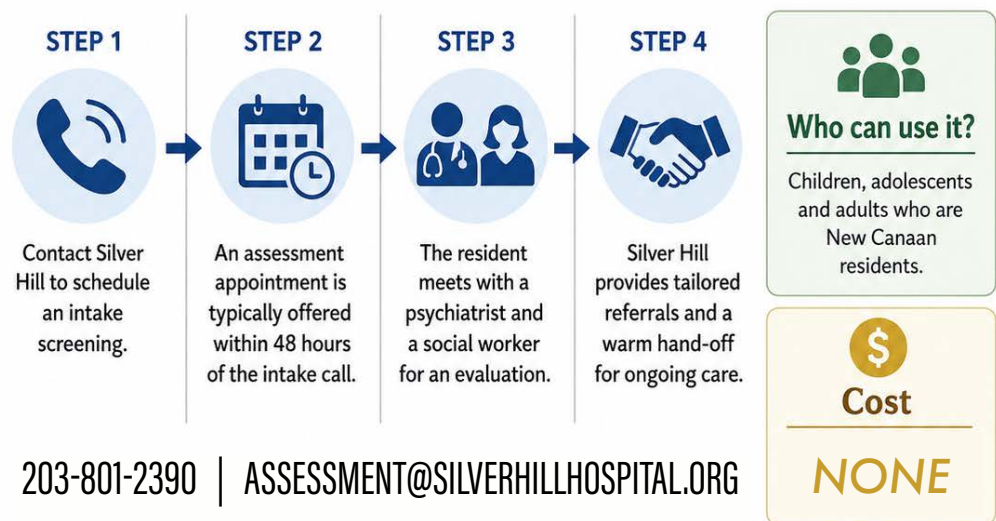 STEP 1
Contact Silver
Hill to schedule
an intake
screening.
STEP 2
An assessment
appointment is
typically offered
within 48 hours
of the intake call.
STEP 3
The resident
meets with a
psychiatrist and
a social worker
for an evaluation.
STEP 4
Silver Hill
provides tailored
referrals and a
warm hand-off
for ongoing care.
Who can use it?
Children, adolescents
and adults who are
New Canaan
residents.
$
Cost
NONE
203-801-2390 | ASSESSMENT@SILVERHILLHOSPITAL.ORG